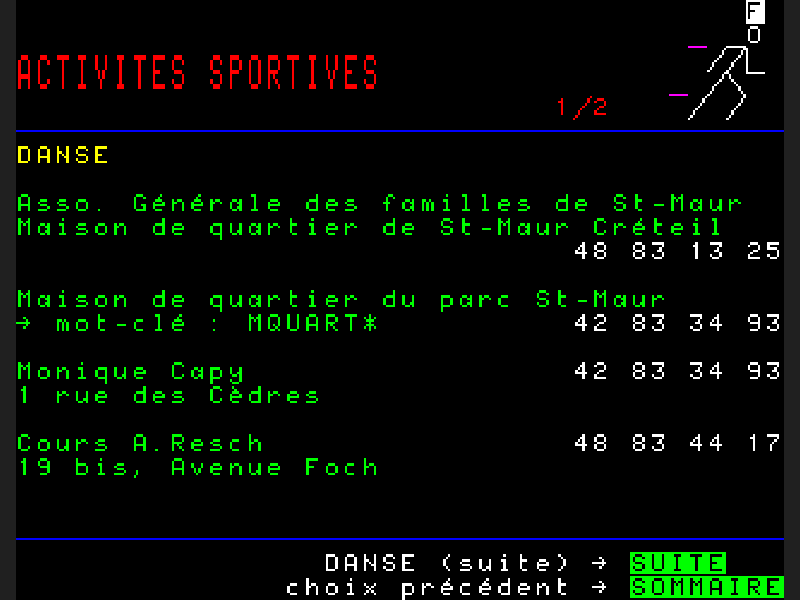 F
ACTIVITES SPORTIVES
1/2
DANSE
Asso. Générale des familles de St-Maur
Maison de quartier de St-Maur Créteil
48 83 13 25
Maison de quartier du parc St-Maur
→ mot-clé : MQUART* 42 83 34 93
Monique Capy 42 83 34 93
1 rue des Cèdres
Cours A.Resch 48 83 44 17
19 bis, Avenue Foch
DANSE (suite) → SUITE
choix précédent → SOMMAIRE